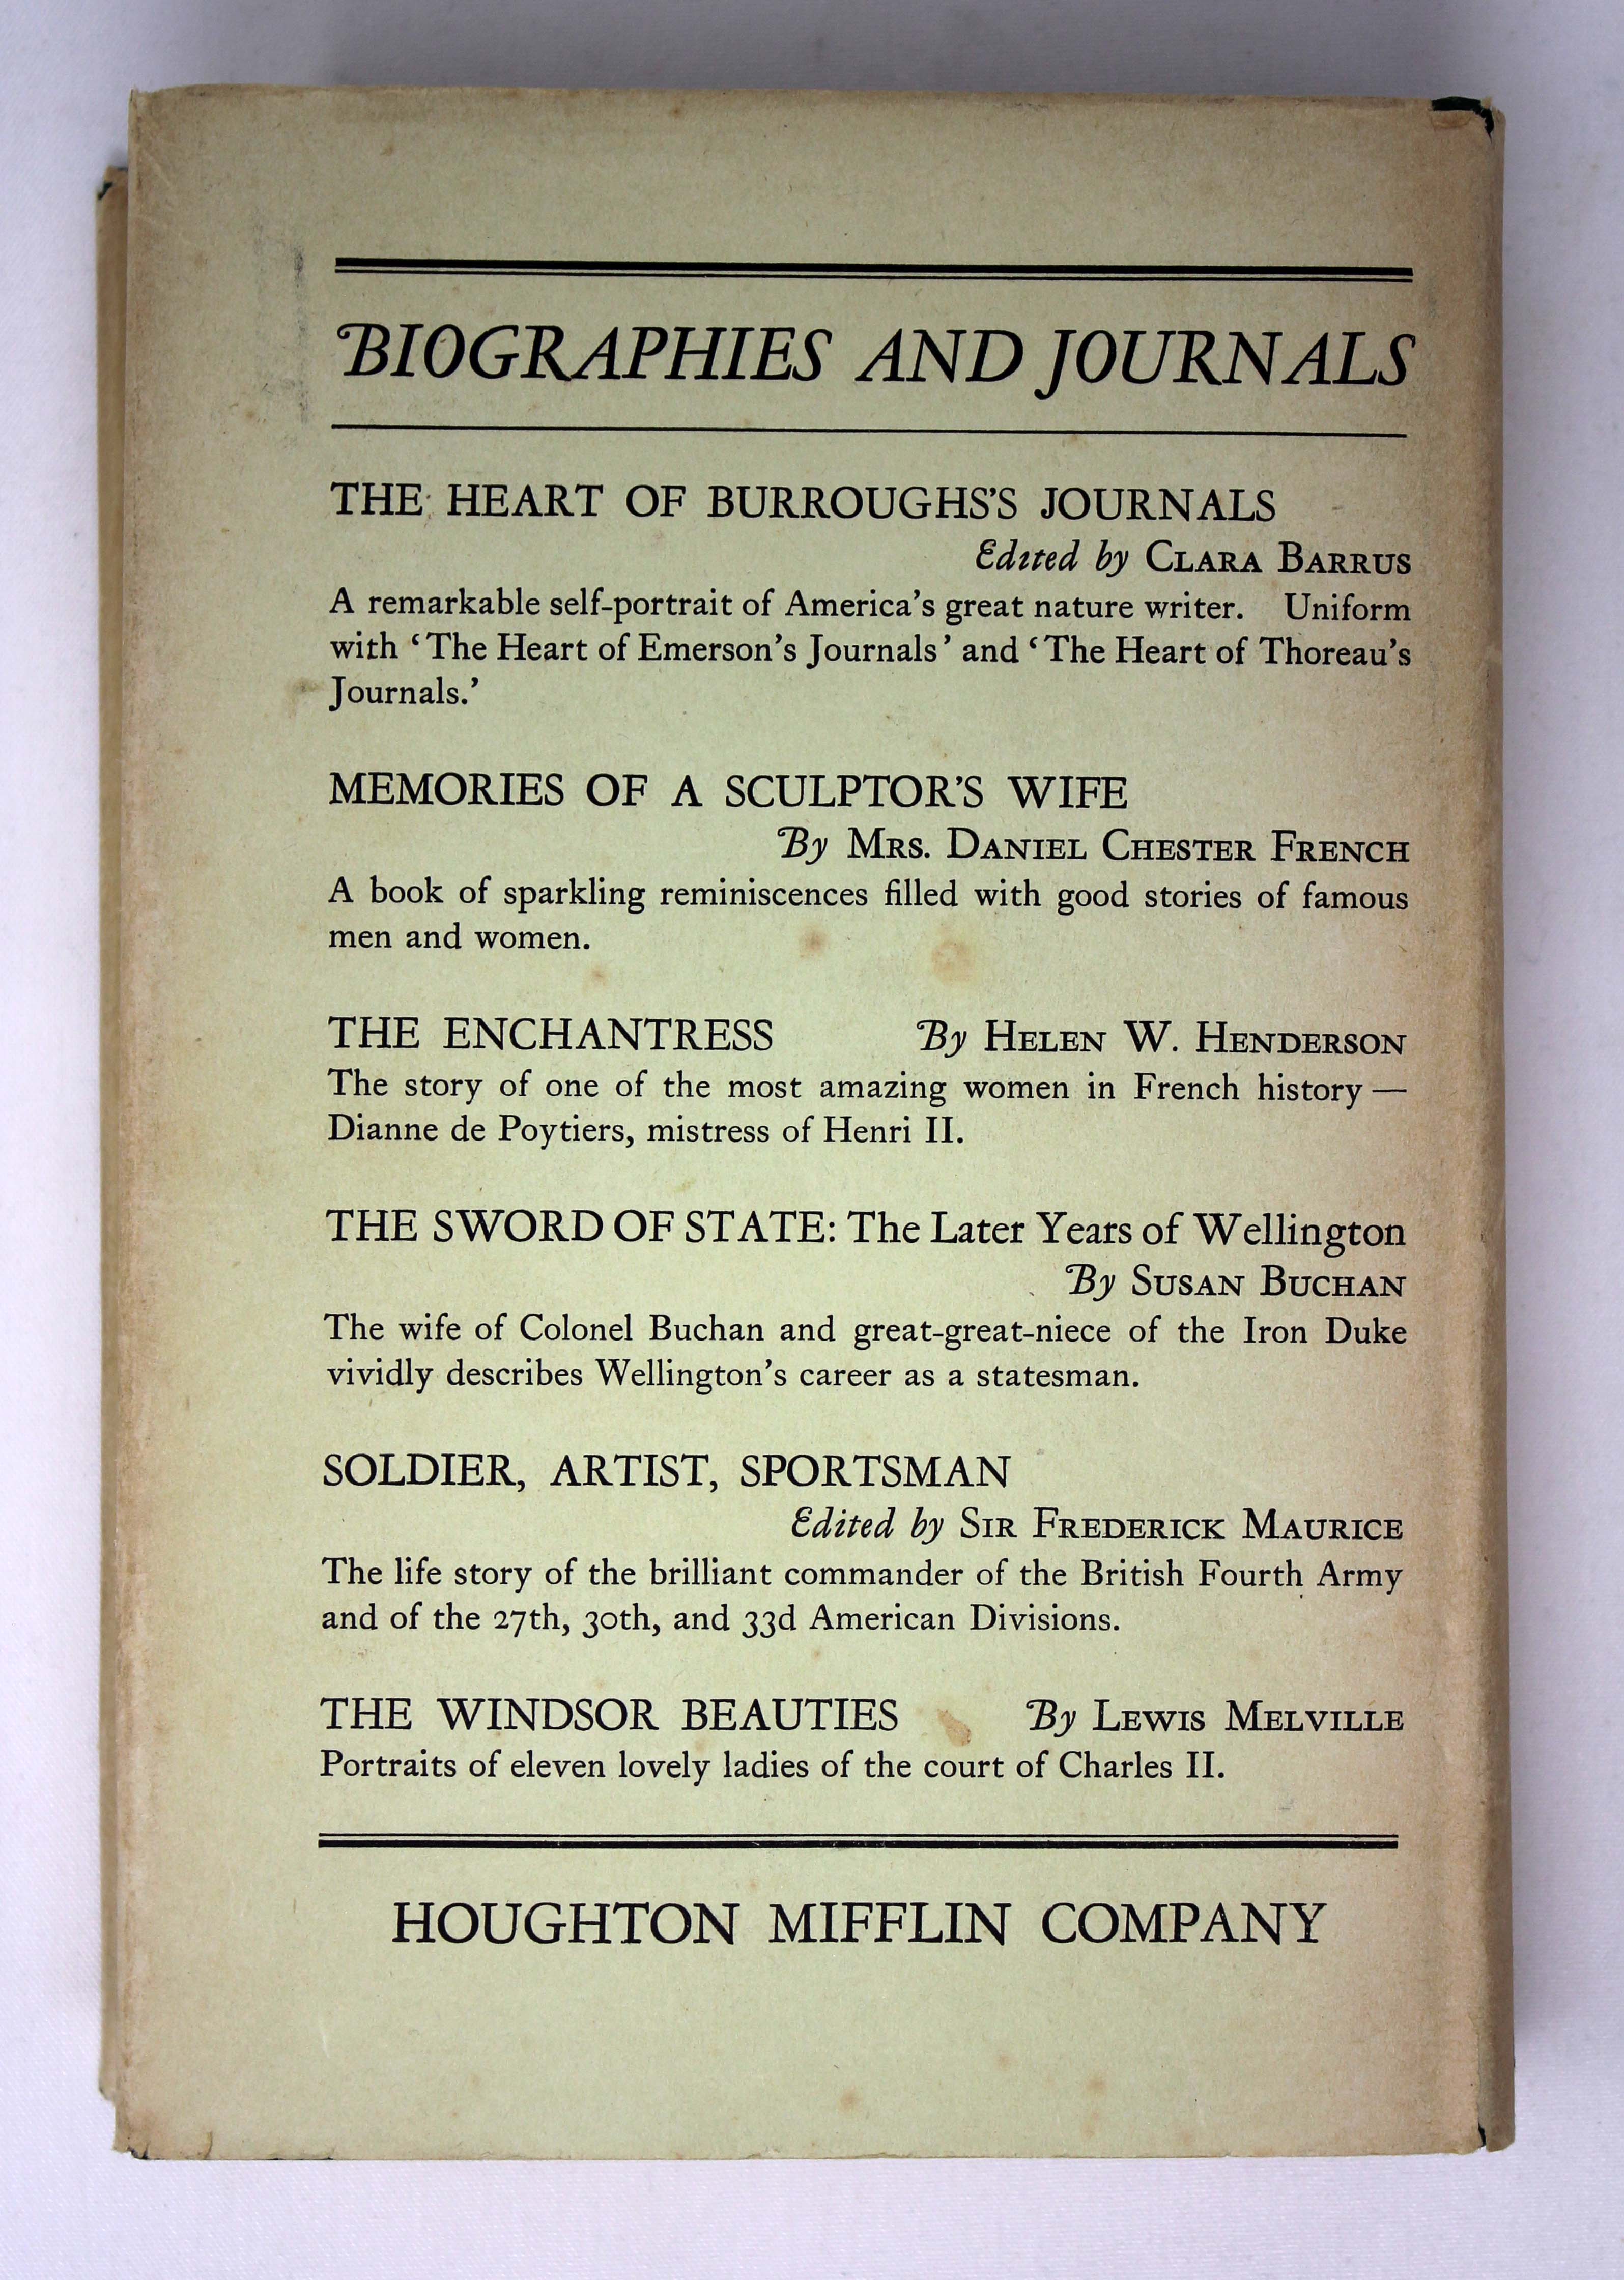 BIOGRAPHIES AND JOURNALS
THE HEART OF BURROUGHS'S JOURNALS
Edited by CLARA BARRUS
A remarkable self-portrait of America's great nature writer. Uniform
with ‘The Heart of Emerson's Journals’ and ‘The Heart of Thoreau's
Journals.’
MEMORIES OF A SCULPTOR'S WIFE
By MRS. DANIEL CHESTER FRENCH
A book of sparkling reminiscences filled with good stories of famous
men and women.
THE ENCHANTRESS By HELEN W. HENDERSON
The story of one of the most amazing women in French history —
Dianne de Poytiers, mistress of Henri II.
THE SWORD OF STATE: The Later Years of Wellington
By SUSAN BUCHAN
The wife of Colonel Buchan and great-great-niece of the Iron Duke
vividly describes Wellington's career as a statesman.
SOLDIER, ARTIST, SPORTSMAN
Edited by SIR FREDERICK MAURICE
The life story of the brilliant commander of the British Fourth Army
and of the 27th, 30th, and 33d American Divisions.
THE WINDSOR BEAUTIES By LEWIS MELVILLE
Portraits of eleven lovely ladies of the court of Charles II.
HOUGHTON MIFFLIN COMPANY